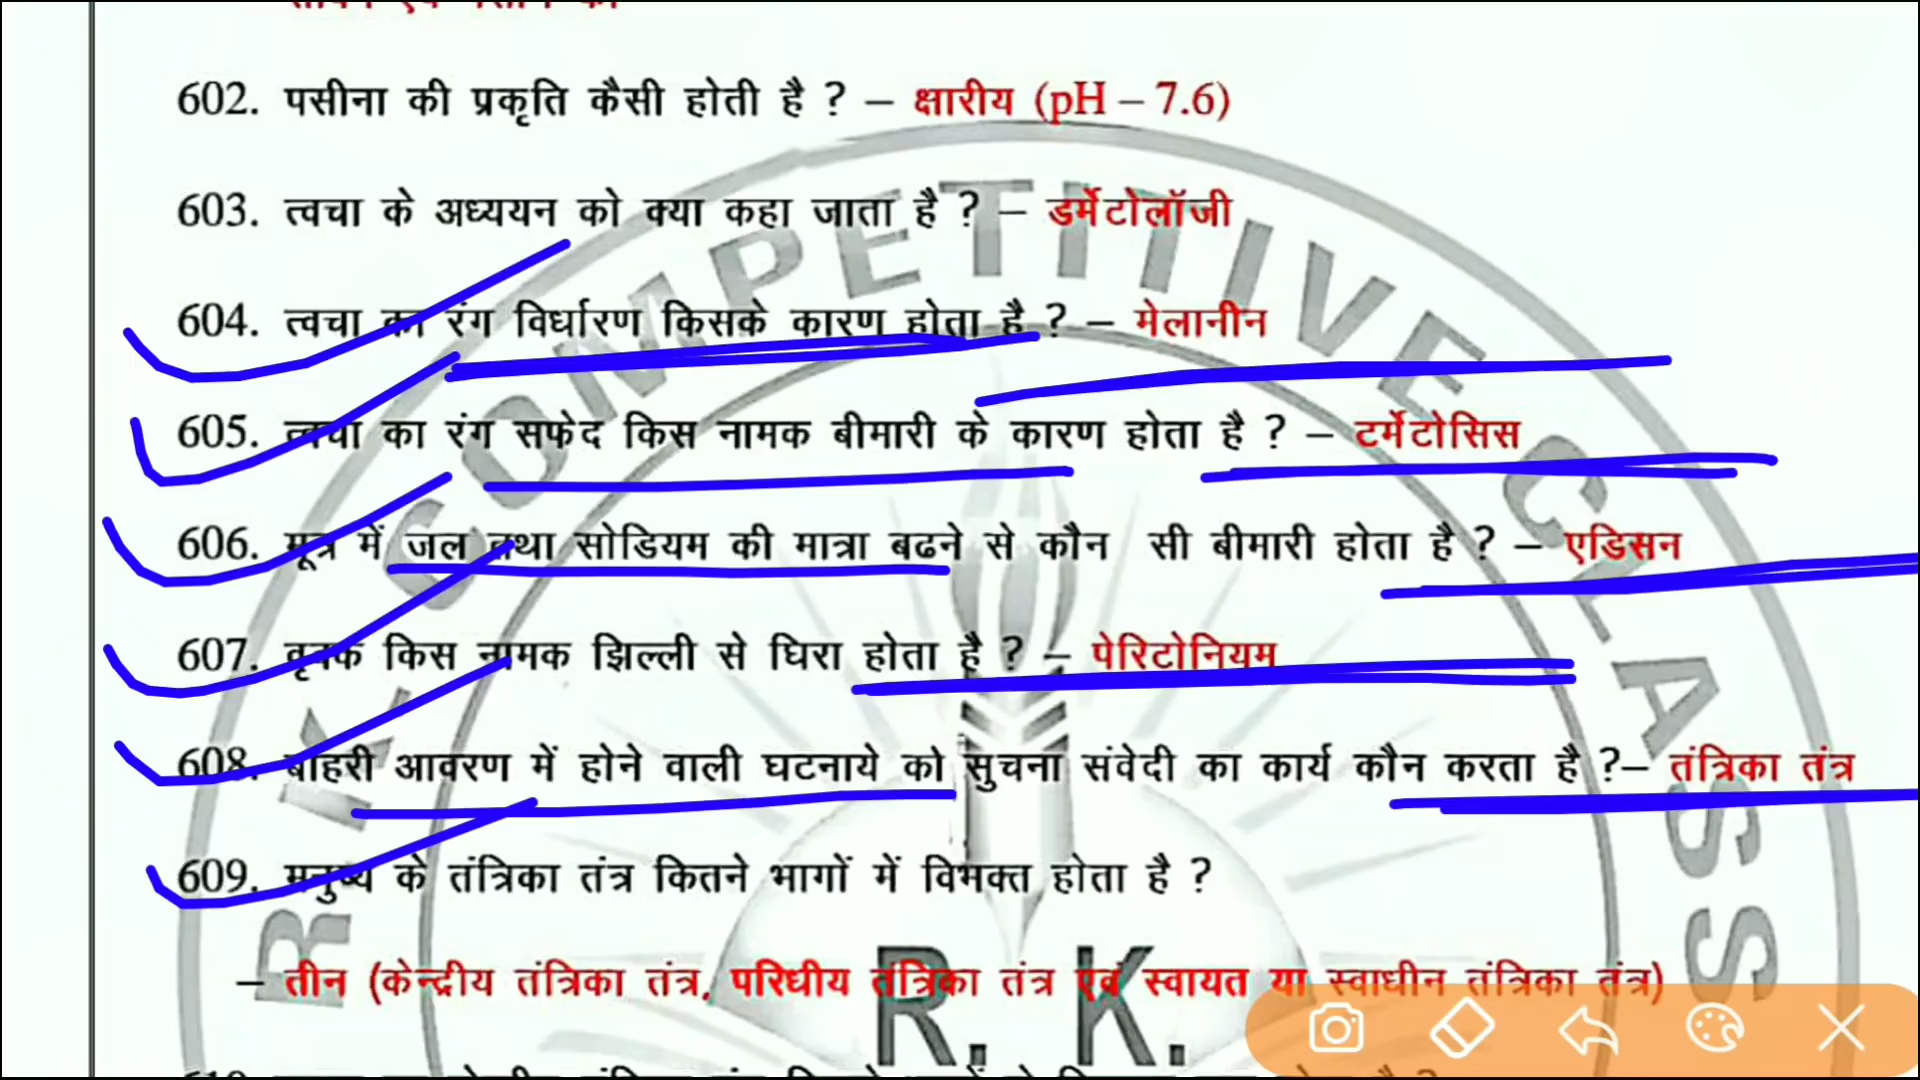 602. पसीना की प्रकृति कैसी होती है ? – क्षारीय (pH – 7.6)
603. त्वचा के अध्ययन को क्या कहा जाता है ? – डर्मेटोलॉजी
604. त्वचा का रंग विर्धारण किसके कारण होता है ? – मेलानीन
605. त्वचा का रंग सफेद किस नामक बीमारी के कारण होता है ? – टर्मेटोसिस
606. मूत्र में जल तथा सोडियम की मात्रा बढने से कौन सी बीमारी होता है ? – एडिसन
607. वृक्क किस नामक झिल्ली से घिरा होता है ? – पेरिटोनियम
608. बाहरी आवरण में होने वाली घटनाये को सुचना संवेदी का कार्य कौन करता है ?– तंत्रिका तंत्र
609. मनुष्य के तंत्रिका तंत्र कितने भागों में विभक्त होता है ?
– तीन (केन्द्रीय तंत्रिका तंत्र, परिधीय तंत्रिका तंत्र एवं स्वायत या स्वाधीन तंत्रिका तंत्र)
R. K. COMPETITIVE CLASS
R. K.